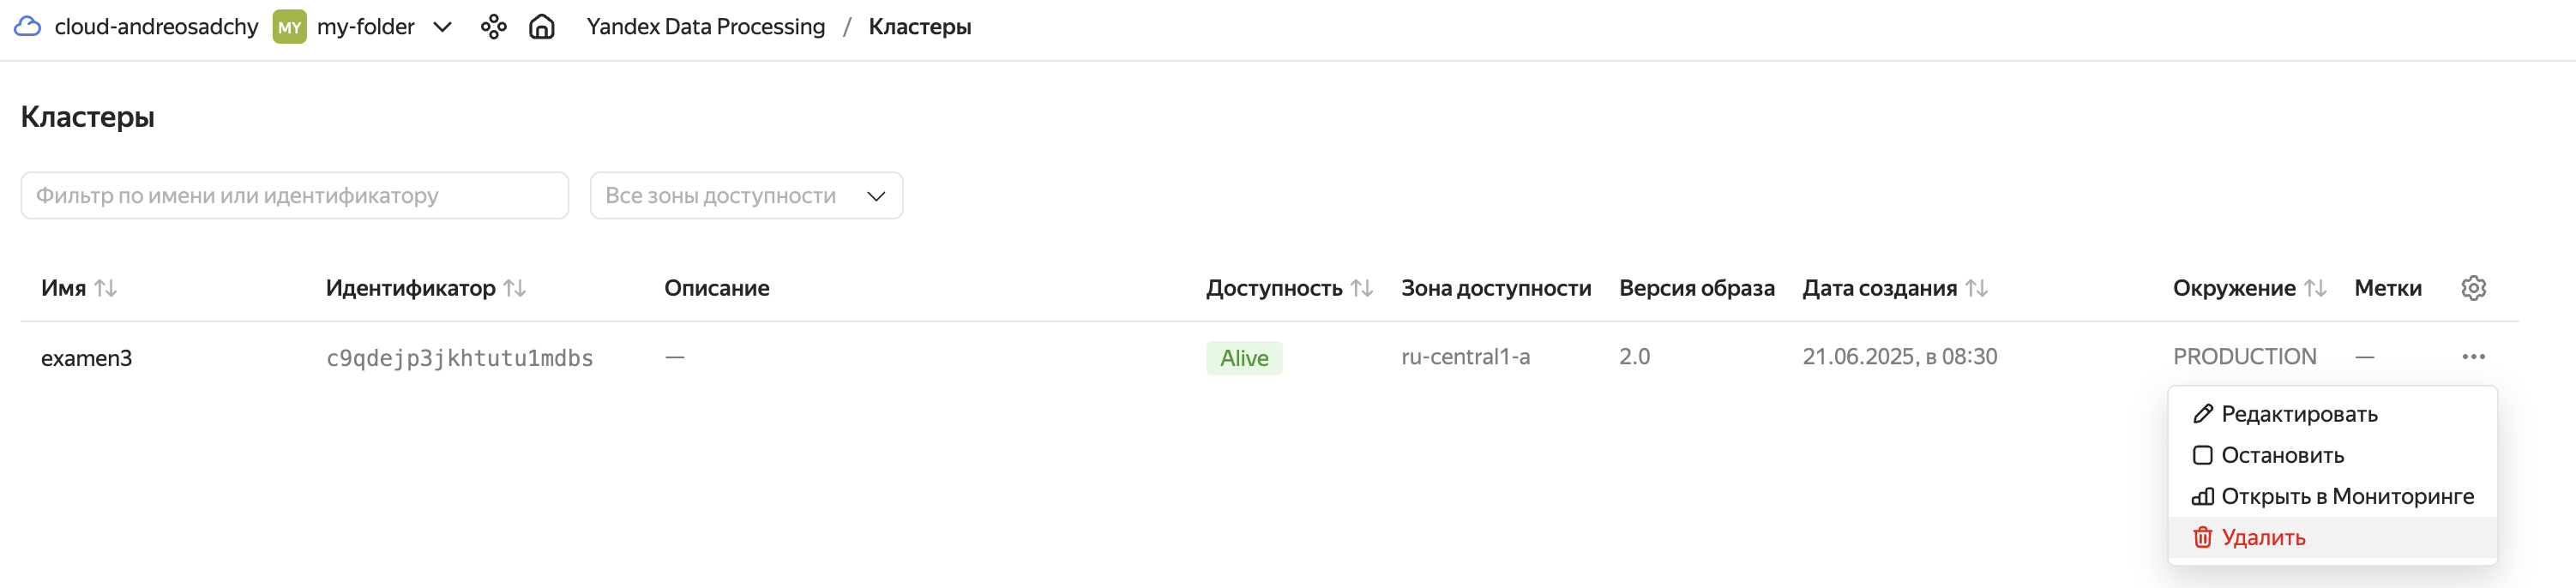 cloud-andreosadchy MY my-folder Yandex Data Processing / Кластеры
Кластеры
Фильтр по имени или идентификатору Все зоны доступности
Имя Идентификатор Описание Доступность Зона доступности Версия образа Дата создания Окружение Метки
examen3 c9qdejp3jkhtutu1mdbs — Alive ru-central1-a 2.0 21.06.2025, в 08:30 PRODUCTION —
Редактировать
Остановить
Открыть в Мониторинге
Удалить